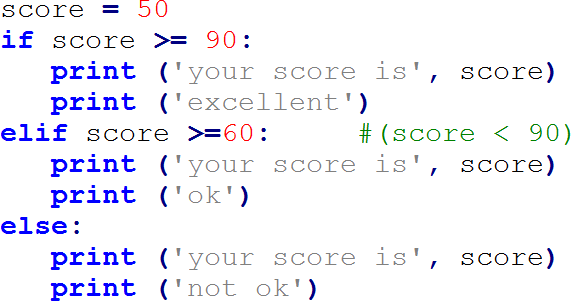 score = 50
if score >= 90:
   print ('your score is', score)
   print ('excellent')
elif score >=60:     #(score < 90)
   print ('your score is', score)
   print ('ok')
else:
   print ('your score is', score)
   print ('not ok')